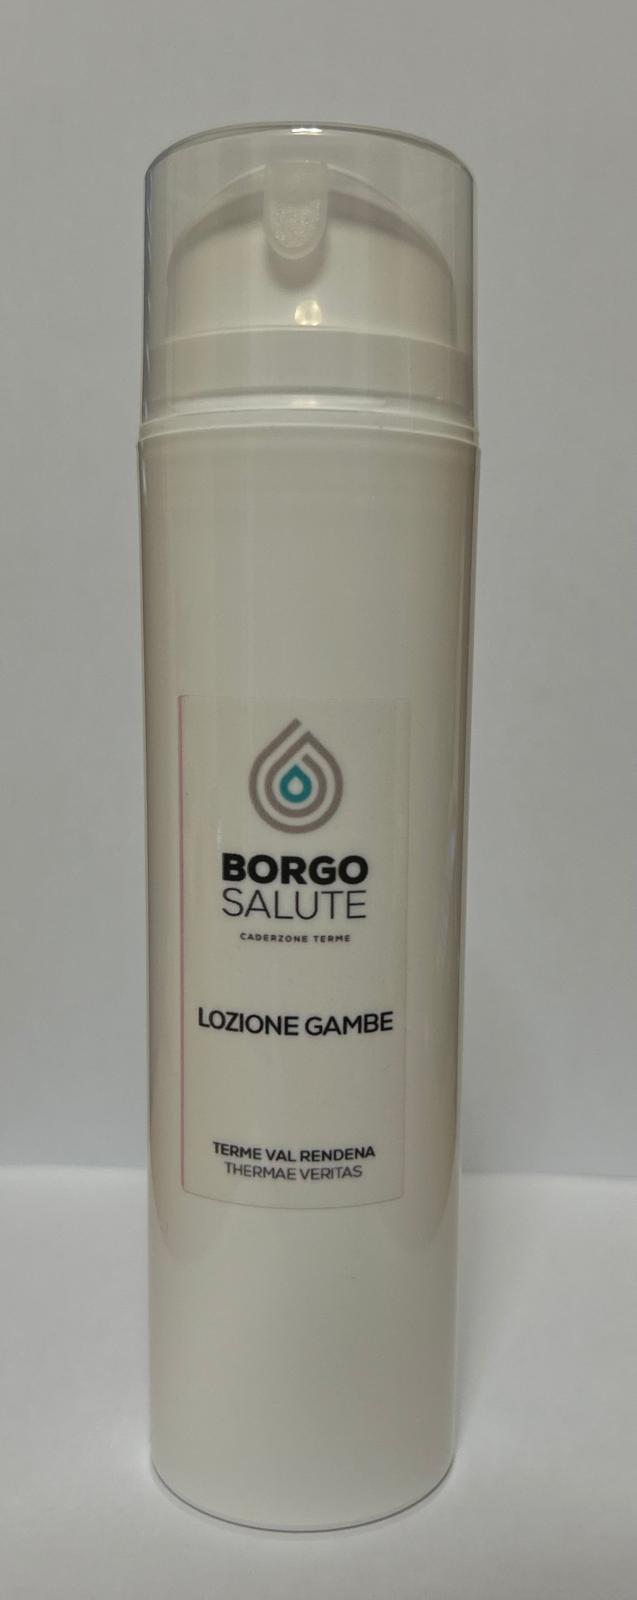 BORGO
SALUTE
CADERZONE TERME
LOZIONE GAMBE
TERME VAL RENDENA
THERMAE VERITAS